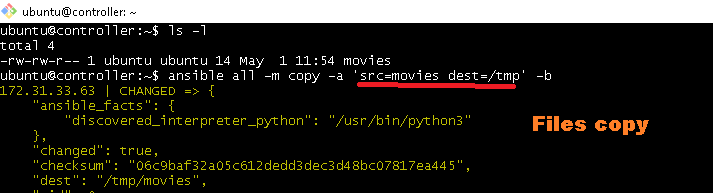 ubuntu@controller: ~
ubuntu@controller:~$ ls -l
total 4
-rw-rw-r-- 1 ubuntu ubuntu 14 May  1 11:54 movies
ubuntu@controller:~$ ansible all -m copy -a 'src=movies dest=/tmp' -b
172.31.33.63 | CHANGED => {
    "ansible_facts": {
        "discovered_interpreter_python": "/usr/bin/python3"
    },
    "changed": true,
    "checksum": "06c9baf32a05c612dedd3dec3d48bc07817ea445",
    "dest": "/tmp/movies",
Files copy